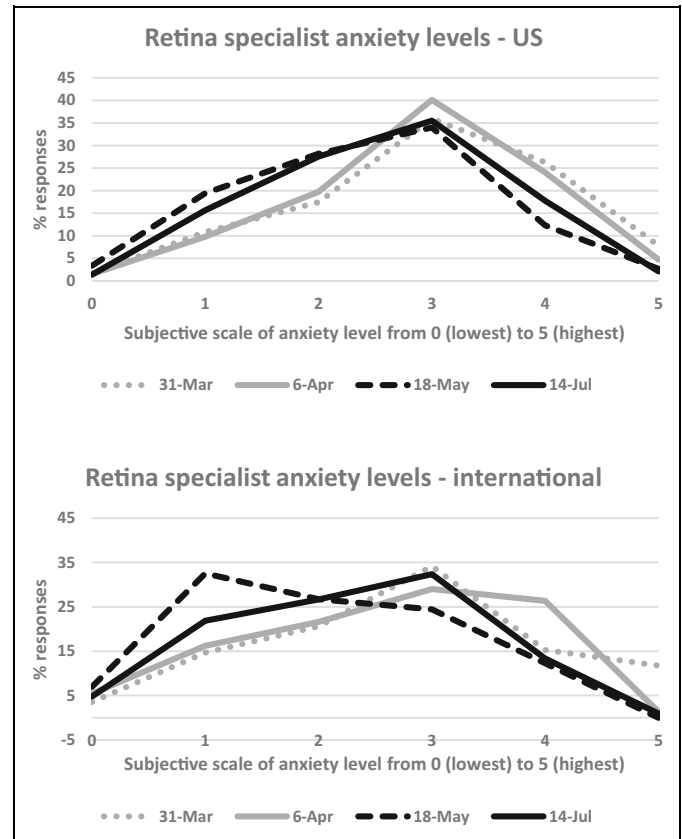 Retina specialist anxiety levels - US
45
40
35
30
25
20
15
10
5
0
% responses
0 1 2 3 4 5
Subjective scale of anxiety level from 0 (lowest) to 5 (highest)
31-Mar 6-Apr 18-May 14-Jul
Retina specialist anxiety levels - international
45
35
25
15
5
-5
% responses
0 1 2 3 4 5
Subjective scale of anxiety level from 0 (lowest) to 5 (highest)
31-Mar 6-Apr 18-May 14-Jul